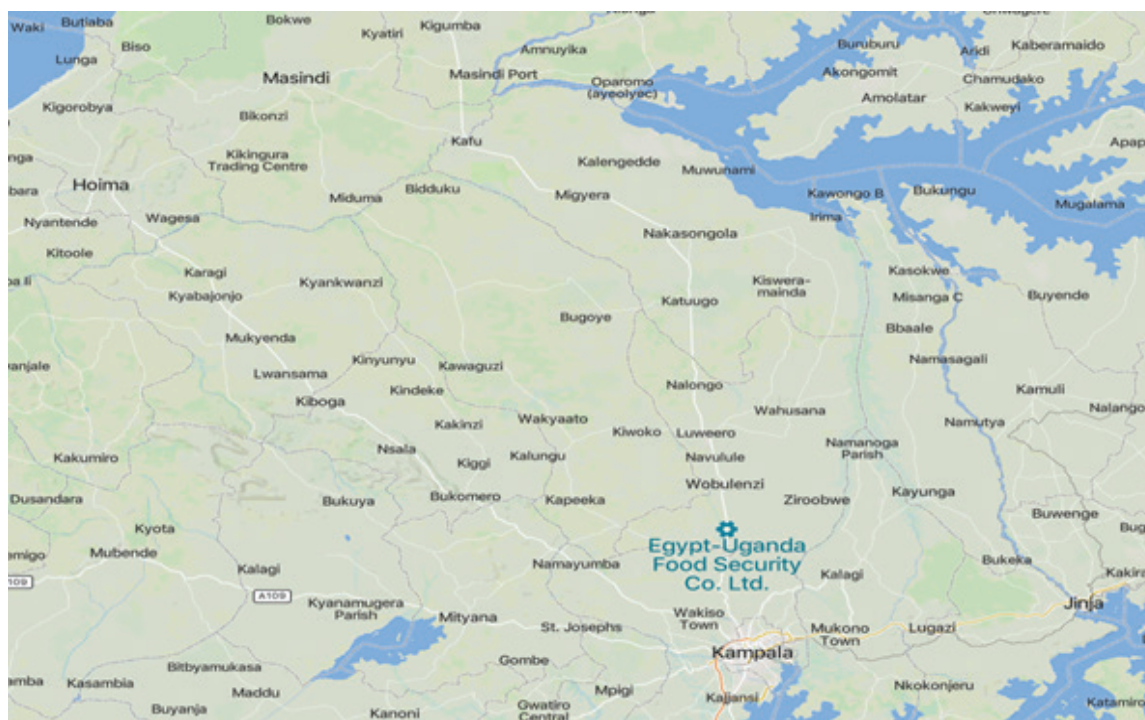 Waki
Butiaba
Bokwe
Kigumba
Kyatiri
Biso
Lunga
Amnuyika
Buruburu
Aridi
Kaberamaido
Masindi
Masindi Port
Oparomo
(ayeolyec)
Akongomit
Chamudako
Kigorobya
Amolatar
Kakweyi
Bikonzi
Kafu
Kikingura
Trading Centre
Kalengedde
Muwunami
Hoima
Miduma
Bidduku
Migyera
Kawongo B
Bukungu
Mugalama
Nyantende
Wagesa
Irima
Nakasongola
Kitoole
Karagi
Kyankwanzi
Kiswera-
mainda
Kasokwe
Kyabajonjo
Katuugo
Misanga C
Buyende
Bugoye
Bbaale
Mukyenda
Kinyunyu
Kawaguzi
Namasagali
Lwansama
Kindeke
Nalongo
Kamuli
Kiboga
Wahusana
Nalango
Kakinzi
Wakyaato
Kiwoko
Luweero
Namutya
Nsala
Kalungu
Navulule
Namanoga
Parish
Kakumiro
Kiggi
Wobulenzi
Dusandara
Bukuya
Bukomero
Kapeeka
Ziroobwe
Kayunga
Kyota
Buwenge
Mubende
Egypt-Uganda
Food Security
Co. Ltd.
Namayumba
Bukeka
Kalagi
Kalagi
109
A109
Kakira
Kyanamugera
Parish
Mityana
St. Josephs
Wakiso
Town
Mukono
Town
Lugazi
Jinja
Kampala
Bitbyamukasa
Gombe
Kasambia
Maddu
Mpigi
Kajjansi
Nkokonjeru
Buyanja
Kanoni
Gwatiro
Central
Katamiro